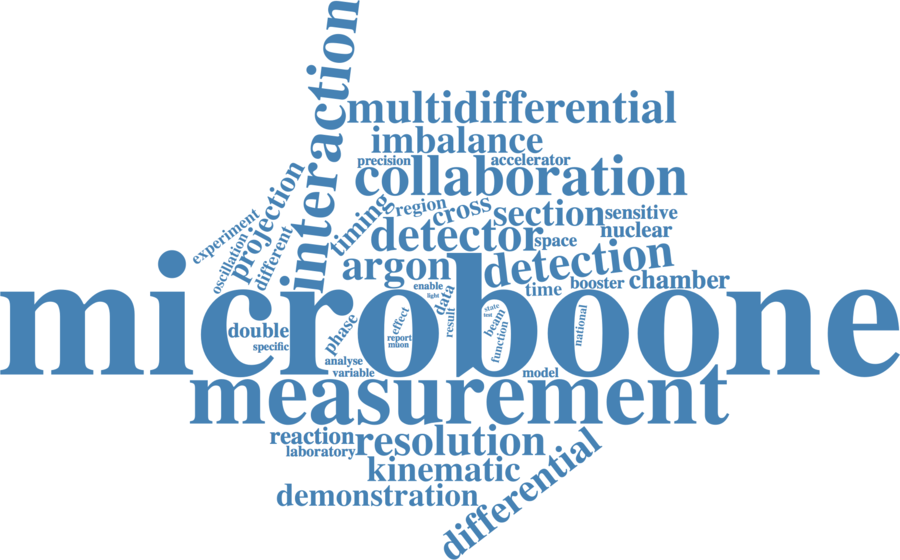 interaction
multidifferential
imbalance
precision
accelerator
collaboration
projection
timing
region
cross
section
sensitive
experiment
oscillation
different
detector
space
nuclear
argon
detection
enable
light
data
time
booster
chamber
microboone
double
specific
phase
effect
report
muon
result
state
test
beam
function
national
analyse
variable
model
measurement
reaction
laboratory
resolution
kinematic
differential
demonstration